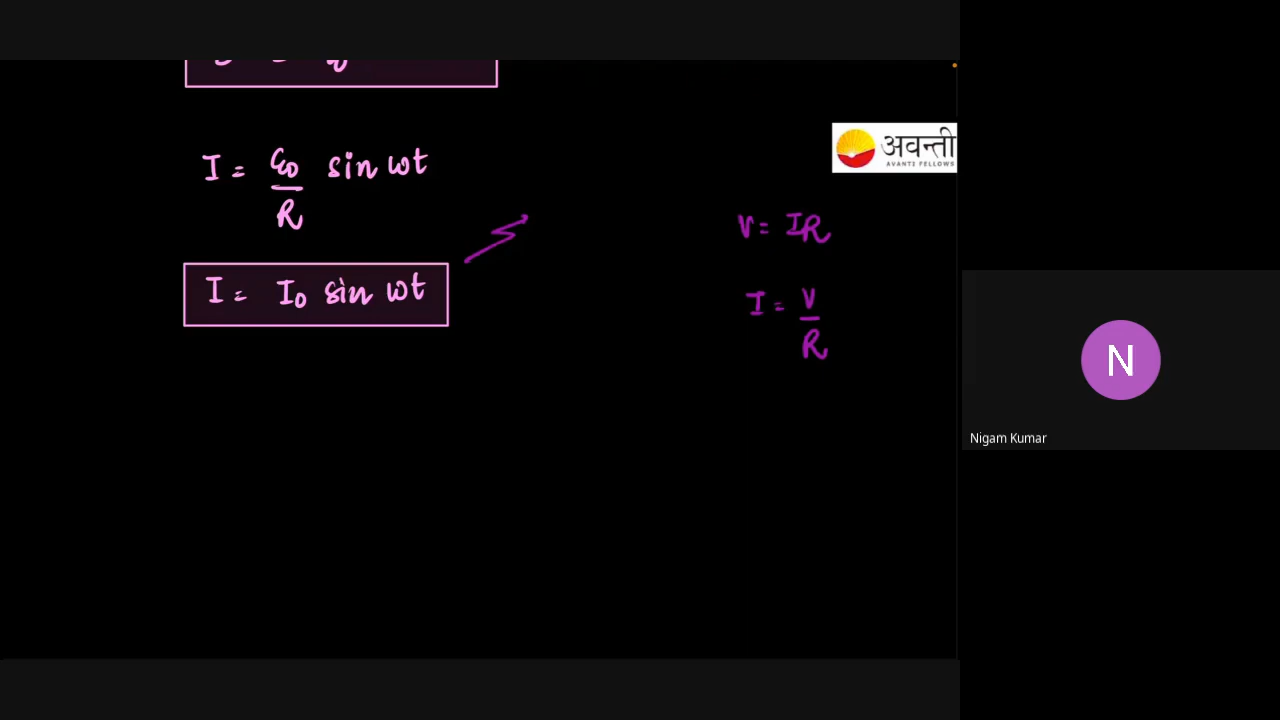 I = ε₀/R sin ωt
I = I₀ sin ωt
अवन्ती
AVANTI FELLOWS
V = IR
I = V/R
N
Nigam Kumar